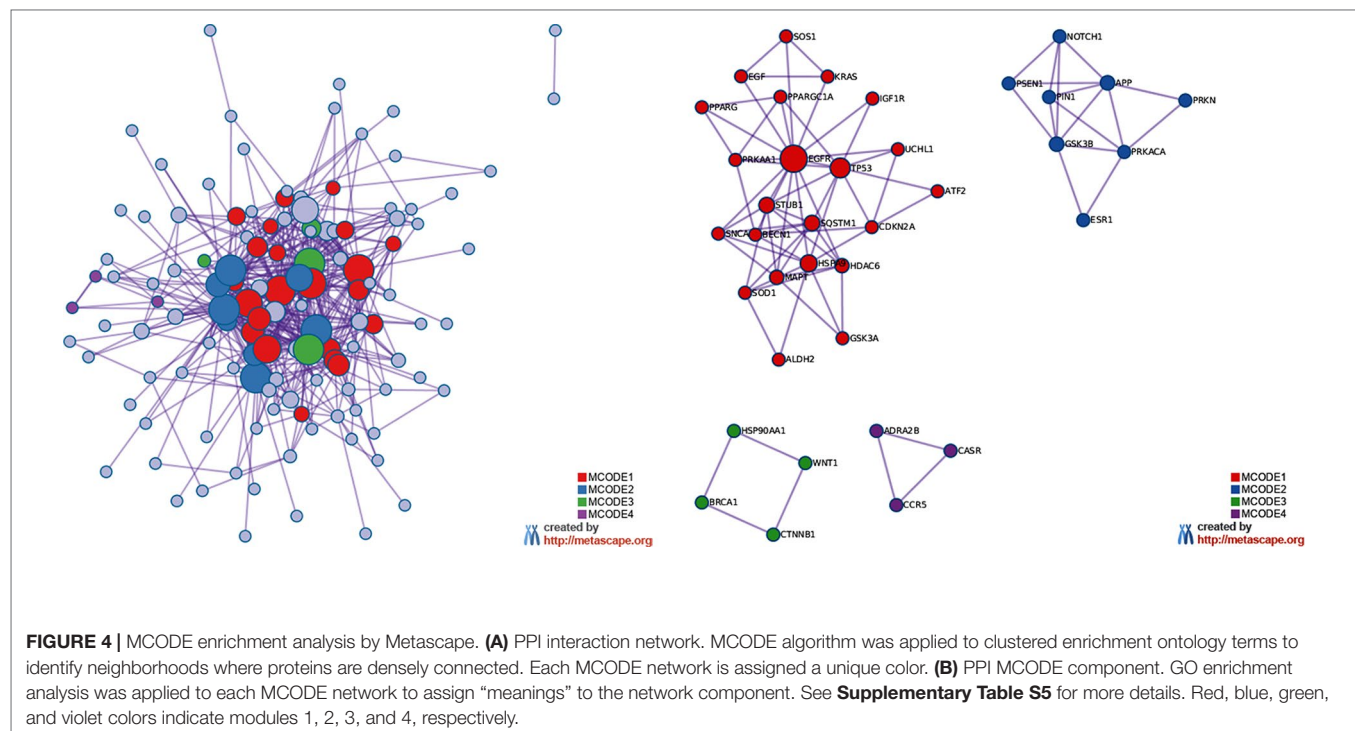 SOS1
EGF
KRAS
PPARG
PPARGC1A
IGF1R
PRKAA1
EGFR
TP53
UCHL1
ATF2
STUB1
SNCA
BECN1
SQSTM1
CDKN2A
HDAC6
MAPT
SOD1
GSK3A
ALDH2
NOTCH1
PSEN1
APP
PIN1
PRKN
GSK3B
PRKACA
ESR1
HSP90AA1
WNT1
BRCA1
CTNNB1
ADRA2B
CASR
CCR5
MCODE1
MCODE2
MCODE3
MCODE4
created by
http://metascape.org
MCODE1
MCODE2
MCODE3
MCODE4
created by
http://metascape.org
FIGURE 4 | MCODE enrichment analysis by Metascape. (A) PPI interaction network. MCODE algorithm was applied to clustered enrichment ontology terms to
identify neighborhoods where proteins are densely connected. Each MCODE network is assigned a unique color. (B) PPI MCODE component. GO enrichment
analysis was applied to each MCODE network to assign “meanings” to the network component. See Supplementary Table S5 for more details. Red, blue, green,
and violet colors indicate modules 1, 2, 3, and 4, respectively.